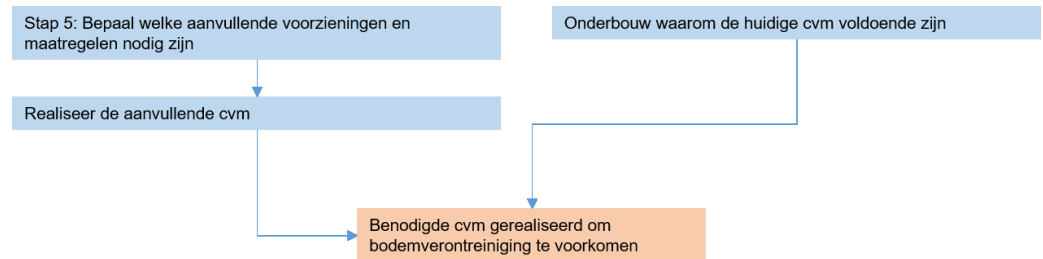 Stap 5: Bepaal welke aanvullende voorzieningen en
maatregelen nodig zijn
Onderbouw waarom de huidige cvm voldoende zijn
Realiseer de aanvullende cvm
Benodigde cvm gerealiseerd om
bodemverontreiniging te voorkomen